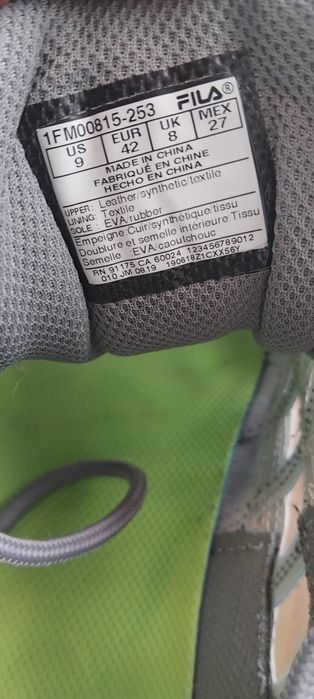 1FM00815-253 FILA®
US EUR UK MEX
9 42 8 27
MADE IN CHINA
FABRIQUÉ EN CHINE
HECHO EN CHINA
UPPER: Leather/synthetic/textile
LINING: Textile
SOLE : EVA/rubber
Empeigne Cuir/synthetique/tissu
Doublure et semelle intérieure:Tissu
Semelle : EVA/caoutchouc
RN 91175 CA 60024 123456789012
010 JM 0819 190618Z1CXX56Y